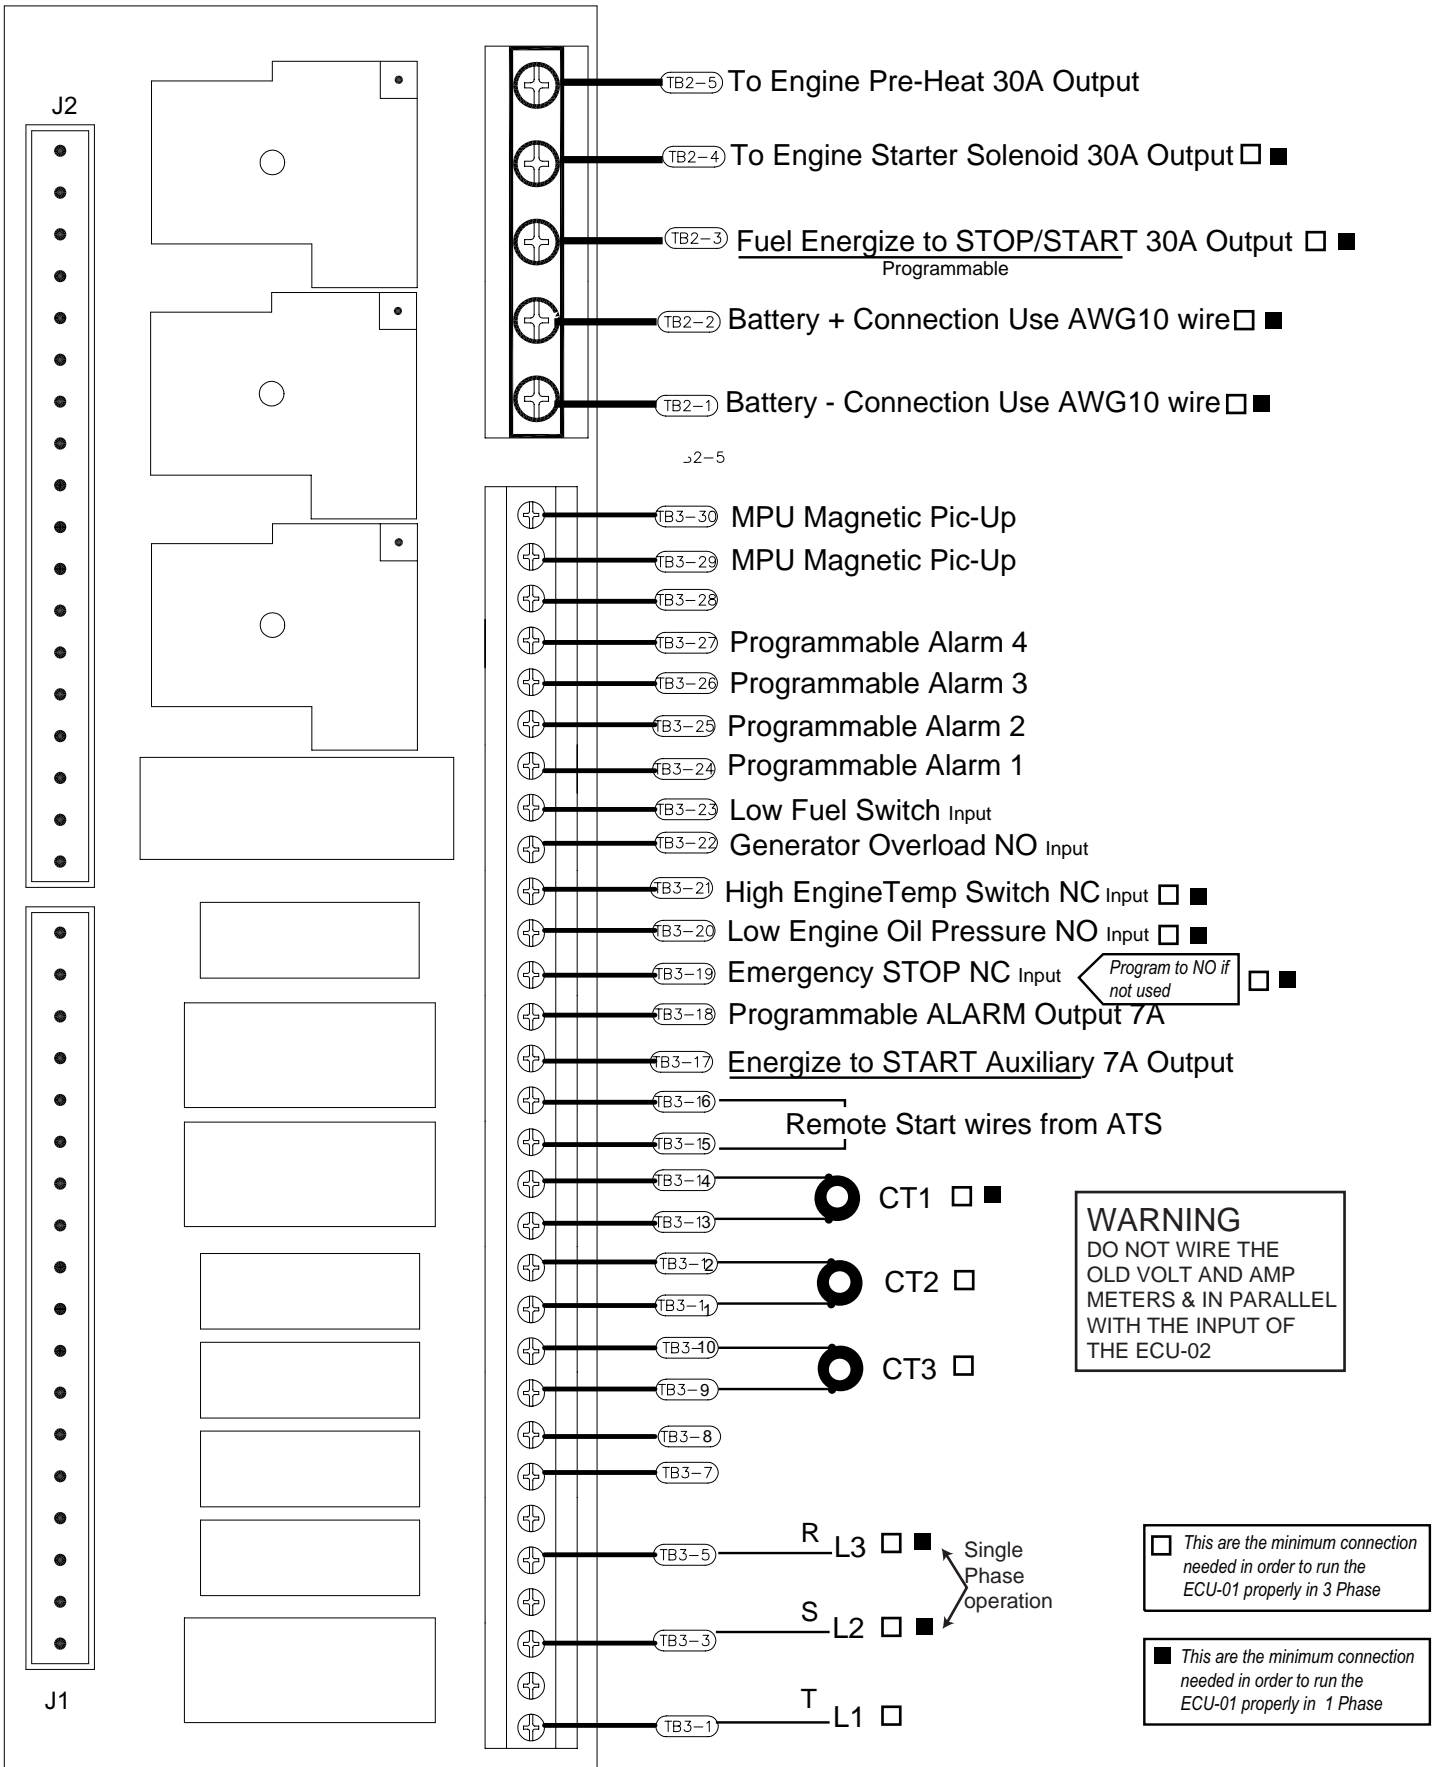 J2
TB2-5 To Engine Pre-Heat 30A Output
TB2-4 To Engine Starter Solenoid 30A Output
TB2-3 Fuel Energize to STOP/START 30A Output
Programmable
TB2-2 Battery + Connection Use AWG10 wire
TB2-1 Battery - Connection Use AWG10 wire
2-5
TB3-30 MPU Magnetic Pic-Up
TB3-29 MPU Magnetic Pic-Up
TB3-28
TB3-27 Programmable Alarm 4
TB3-26 Programmable Alarm 3
TB3-25 Programmable Alarm 2
TB3-24 Programmable Alarm 1
TB3-23 Low Fuel Switch Input
TB3-22 Generator Overload NO Input
TB3-21 High EngineTemp Switch NC Input
TB3-20 Low Engine Oil Pressure NO Input
TB3-19 Emergency STOP NC Input
Program to NO if
not used
TB3-18 Programmable ALARM Output 7A
TB3-17 Energize to START Auxiliary 7A Output
TB3-16
Remote Start wires from ATS
TB3-15
TB3-14
CT1
TB3-13
TB3-12
CT2
TB3-11
TB3-10
CT3
TB3-9
TB3-8
TB3-7
WARNING
DO NOT WIRE THE
OLD VOLT AND AMP
METERS & IN PARALLEL
WITH THE INPUT OF
THE ECU-02
TB3-5 R L3
Single
Phase
operation
TB3-3 S L2
TB3-1 T L1
This are the minimum connection
needed in order to run the
ECU-01 properly in 3 Phase
This are the minimum connection
needed in order to run the
ECU-01 properly in 1 Phase
J1